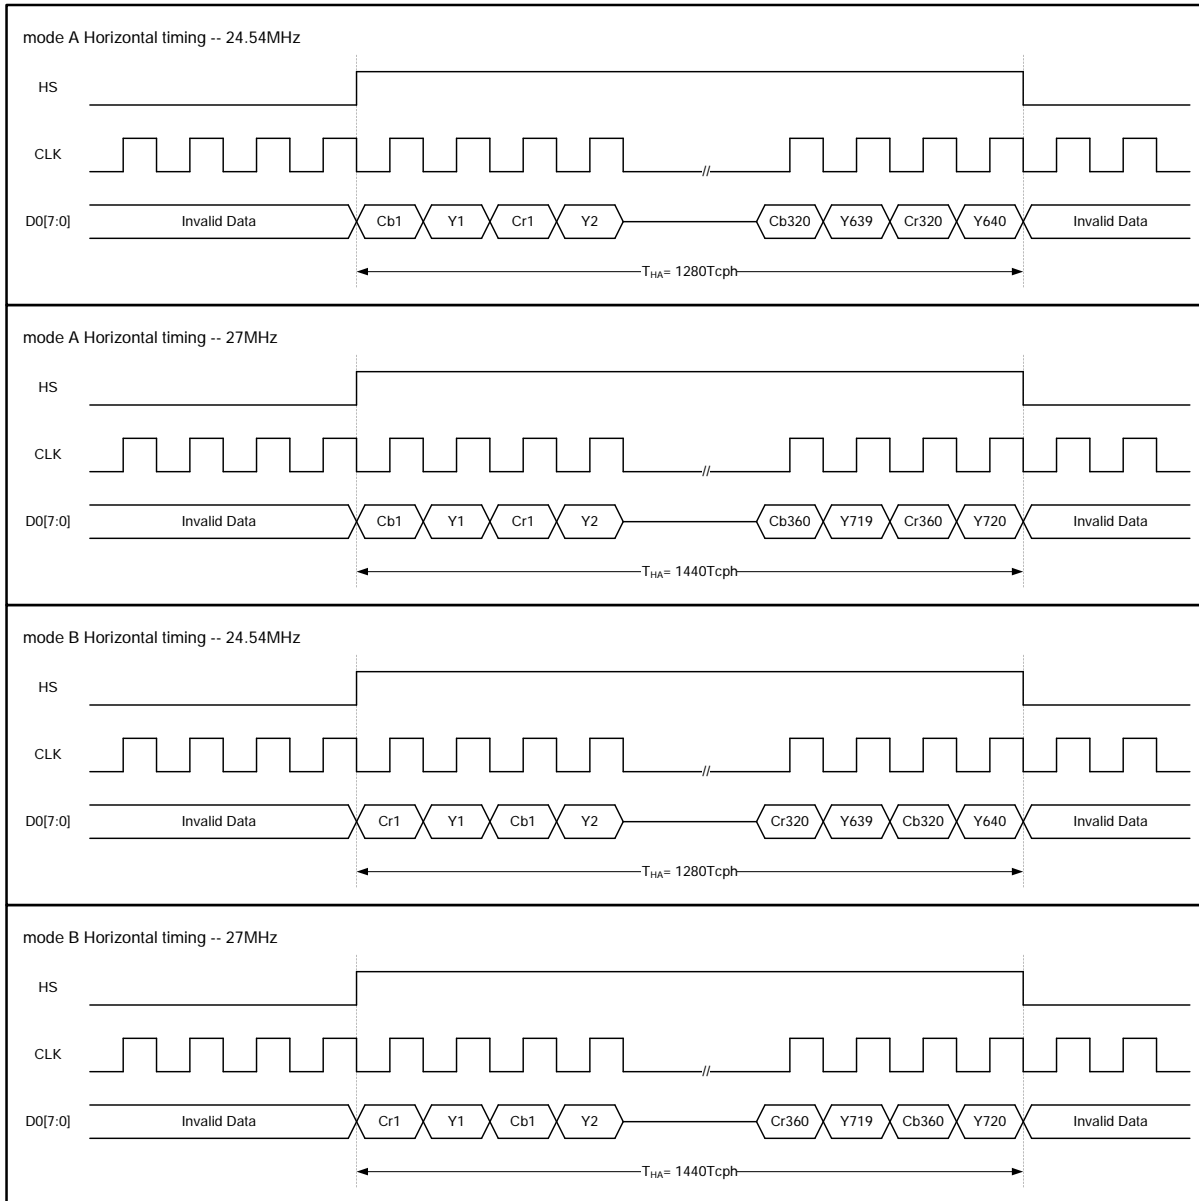 mode A Horizontal timing -- 24.54MHz
HS
CLK
//
D0[7:0] Invalid Data Cb1 Y1 Cr1 Y2 Cb320 Y639 Cr320 Y640 Invalid Data
THA= 1280Tcph
mode A Horizontal timing -- 27MHz
HS
CLK
//
D0[7:0] Invalid Data Cb1 Y1 Cr1 Y2 Cb360 Y719 Cr360 Y720 Invalid Data
THA= 1440Tcph
mode B Horizontal timing -- 24.54MHz
HS
CLK
//
D0[7:0] Invalid Data Cr1 Y1 Cb1 Y2 Cr320 Y639 Cb320 Y640 Invalid Data
THA= 1280Tcph
mode B Horizontal timing -- 27MHz
HS
CLK
//
D0[7:0] Invalid Data Cr1 Y1 Cb1 Y2 Cr360 Y719 Cb360 Y720 Invalid Data
THA= 1440Tcph